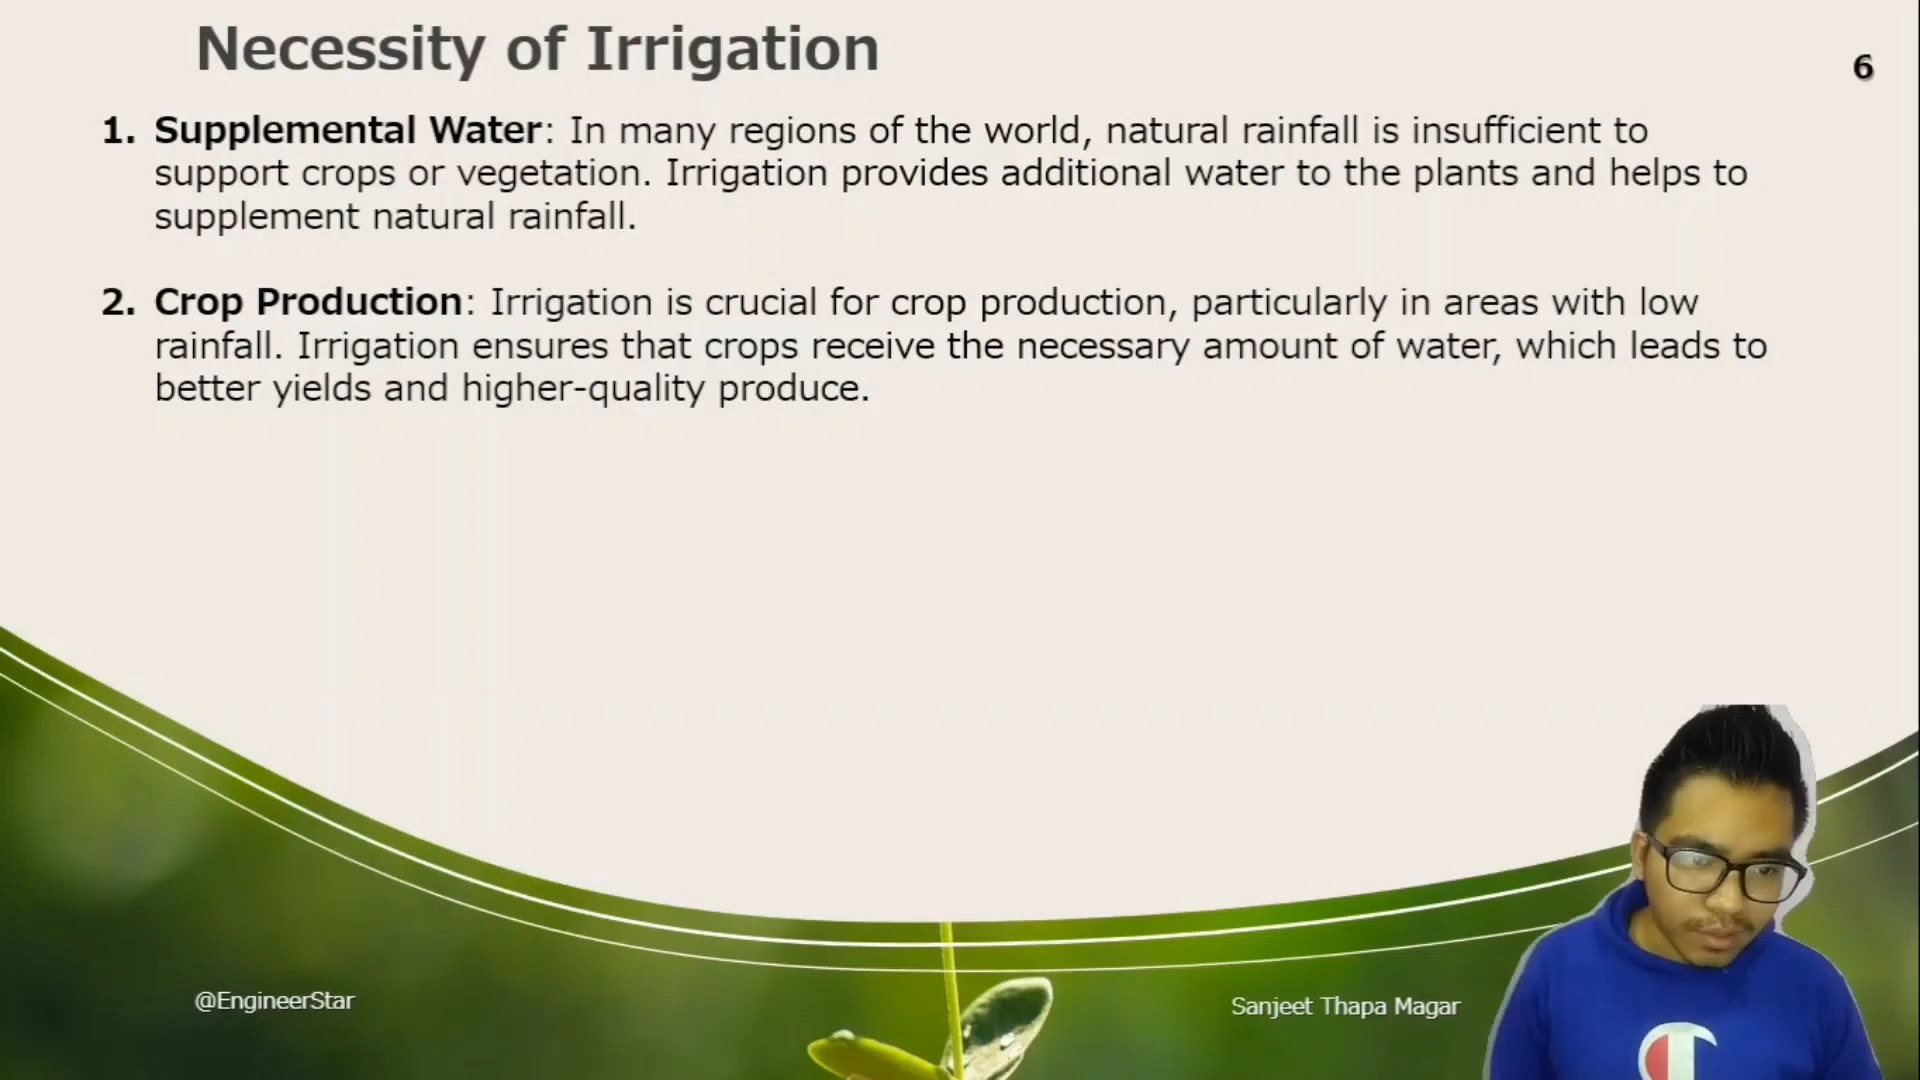 Necessity of Irrigation
6
1. Supplemental Water: In many regions of the world, natural rainfall is insufficient to
support crops or vegetation. Irrigation provides additional water to the plants and helps to
supplement natural rainfall.
2. Crop Production: Irrigation is crucial for crop production, particularly in areas with low
rainfall. Irrigation ensures that crops receive the necessary amount of water, which leads to
better yields and higher-quality produce.
@EngineerStar
Sanjeet Thapa Magar